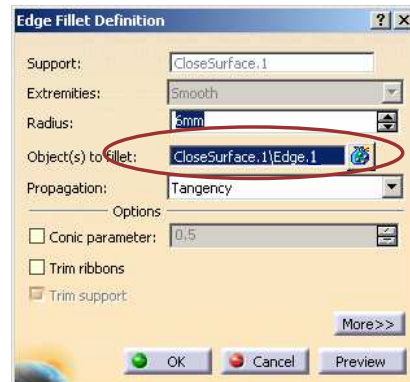 Edge Fillet Definition ? X
Support: CloseSurface.1
Extremities: Smooth
Radius: 6mm
Object(s) to fillet: CloseSurface.1\Edge.1
Propagation: Tangency
Options
Conic parameter: 0.5
Trim ribbons
Trim support
More>>
OK Cancel Preview